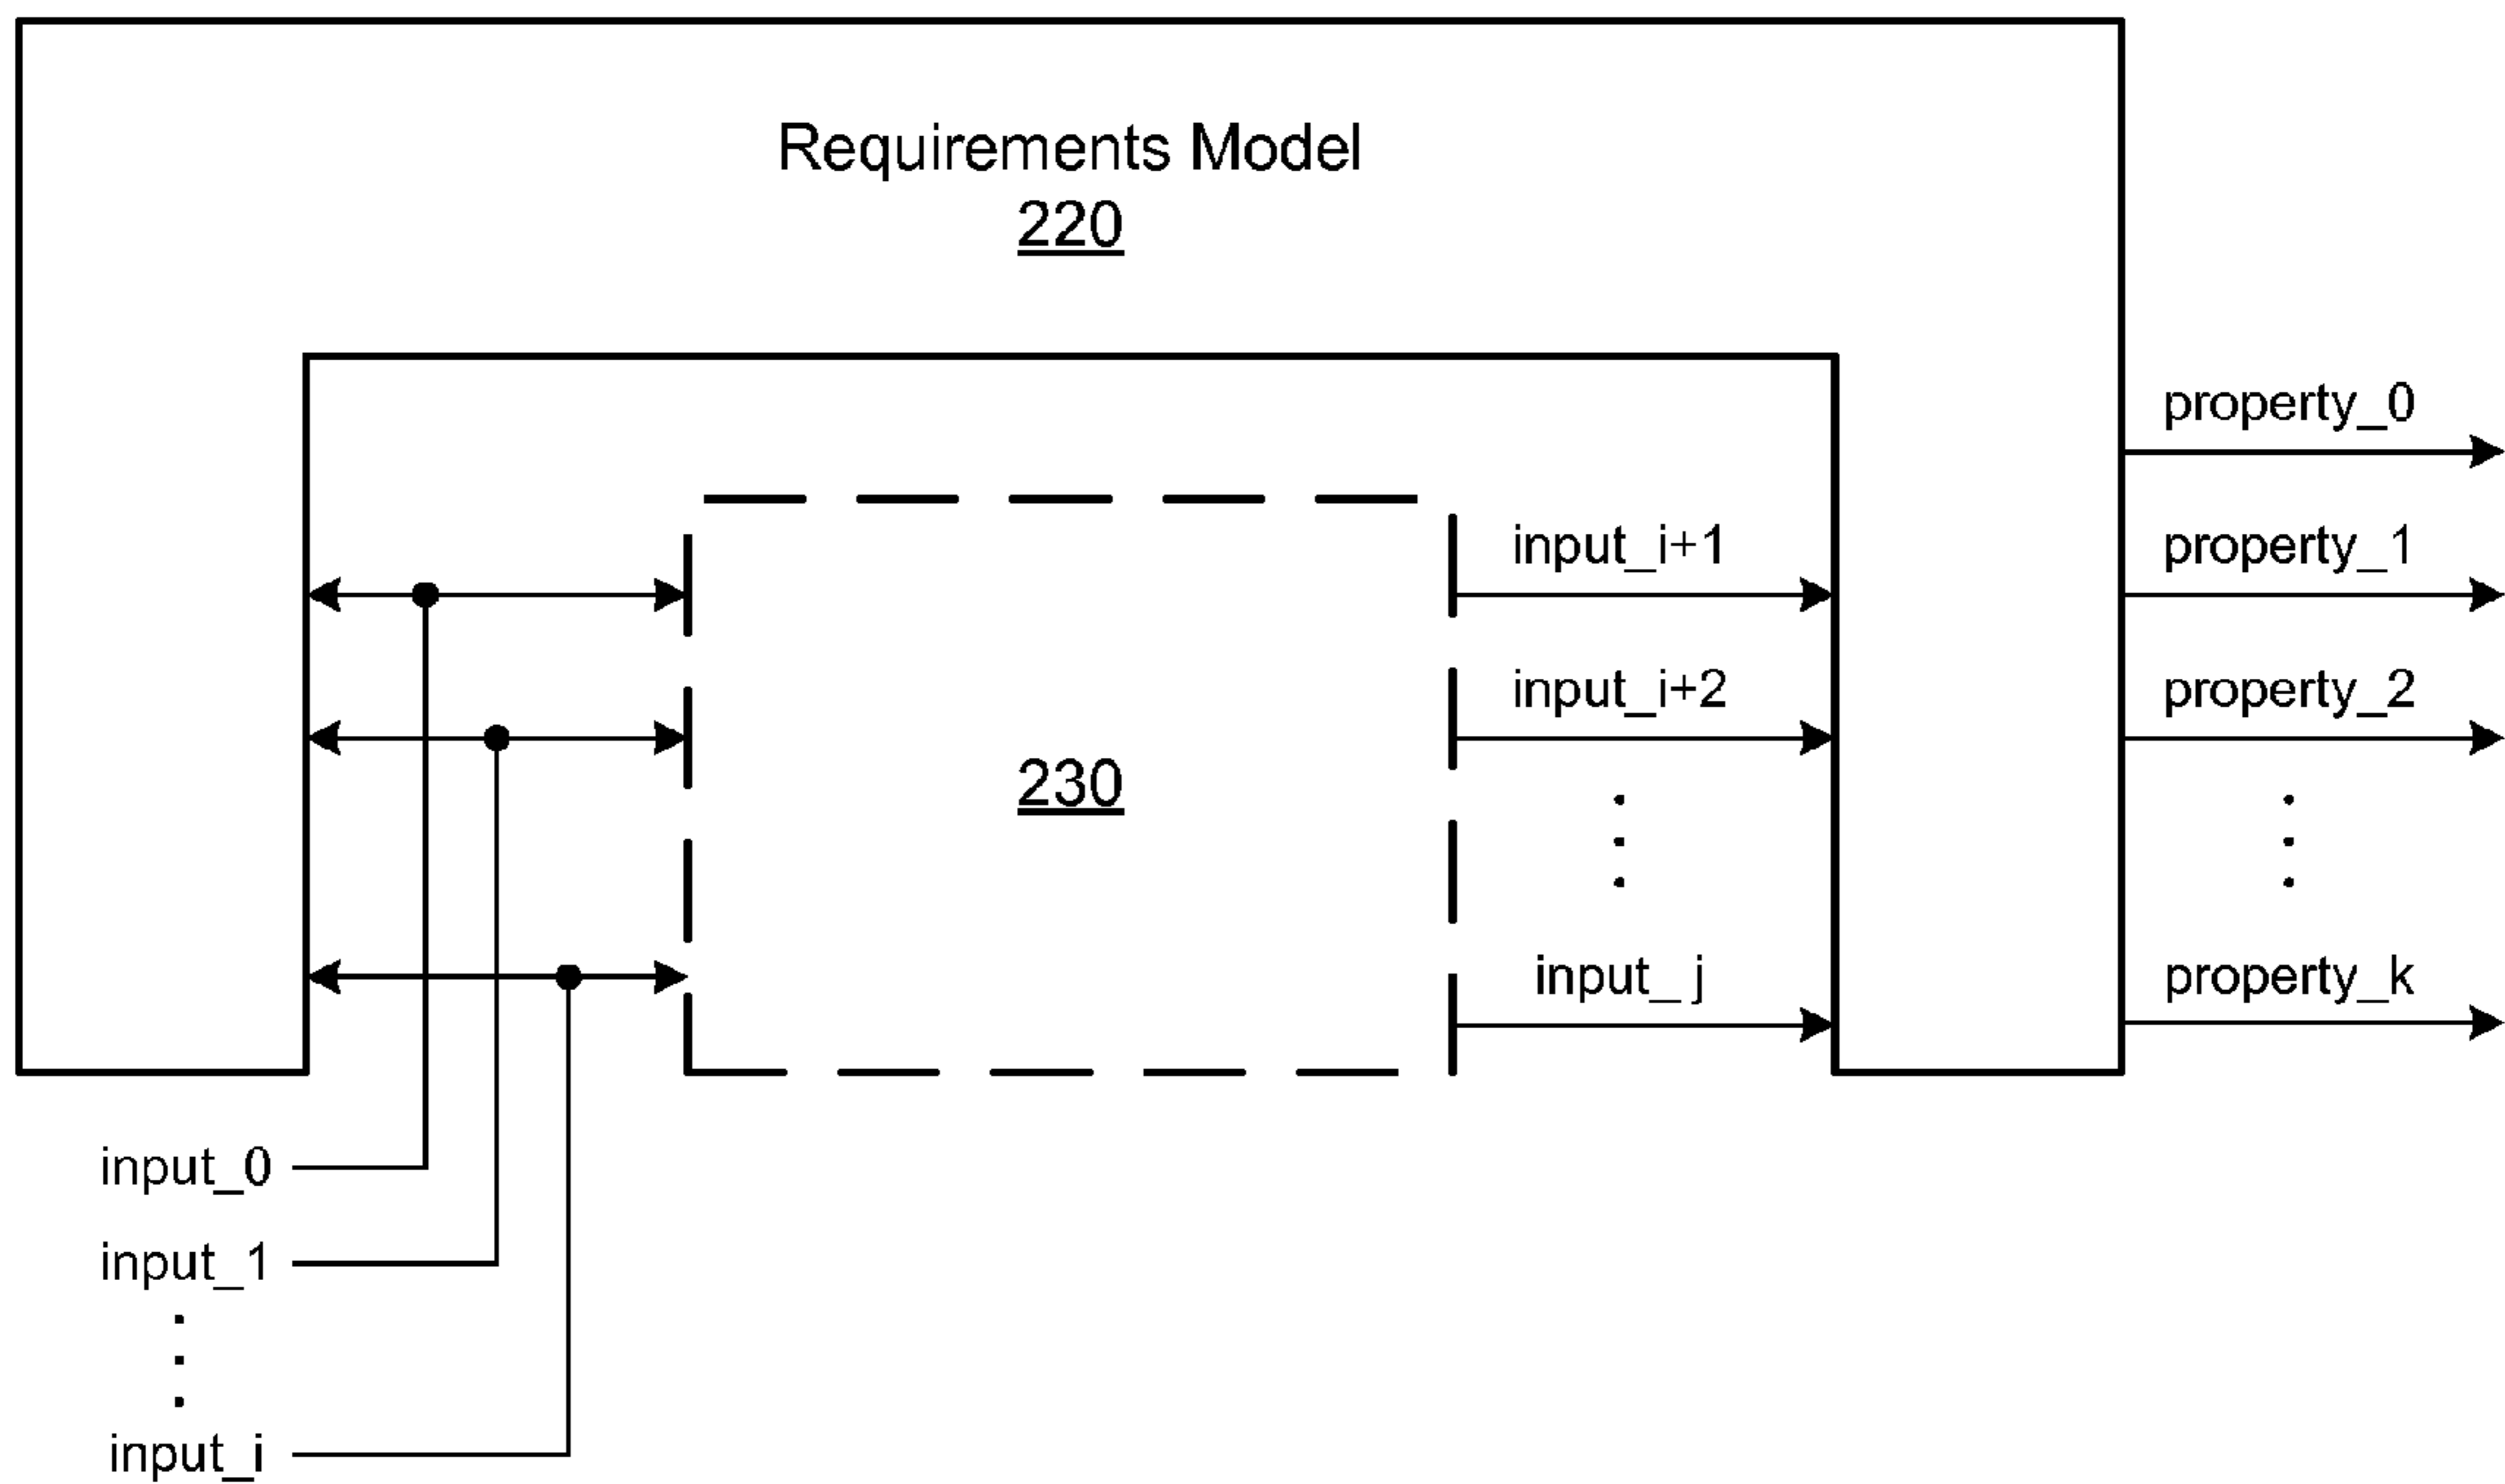 Requirements Model
220
property_0
input_i+1
property_1
input_i+2
property_2
230
input_j
property_k
input_0
input_1
input_i